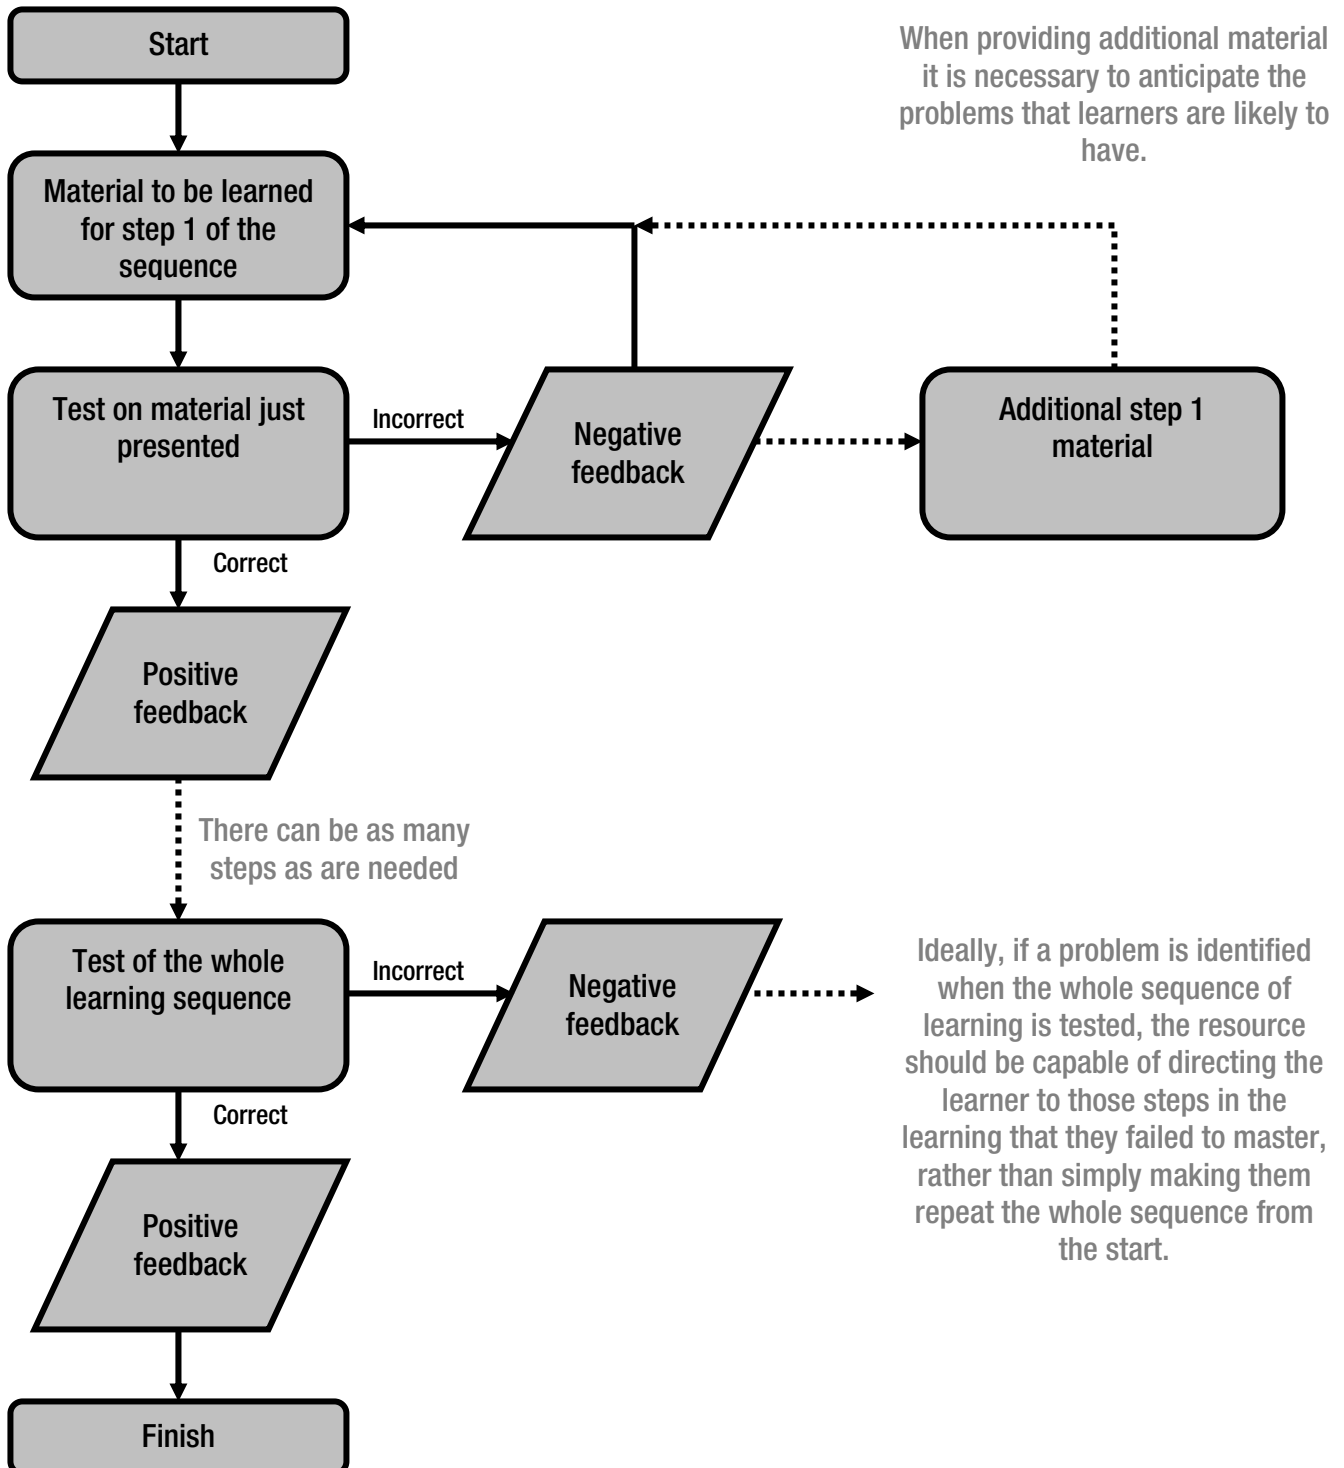 Start
When providing additional material
it is necessary to anticipate the
problems that learners are likely to
have.
Material to be learned
for step 1 of the
sequence
Test on material just
presented
Incorrect
Negative
feedback
Additional step 1
material
Correct
Positive
feedback
There can be as many
steps as are needed
Test of the whole
learning sequence
Incorrect
Negative
feedback
Ideally, if a problem is identified
when the whole sequence of
learning is tested, the resource
should be capable of directing the
learner to those steps in the
learning that they failed to master,
rather than simply making them
repeat the whole sequence from
the start.
Correct
Positive
feedback
Finish